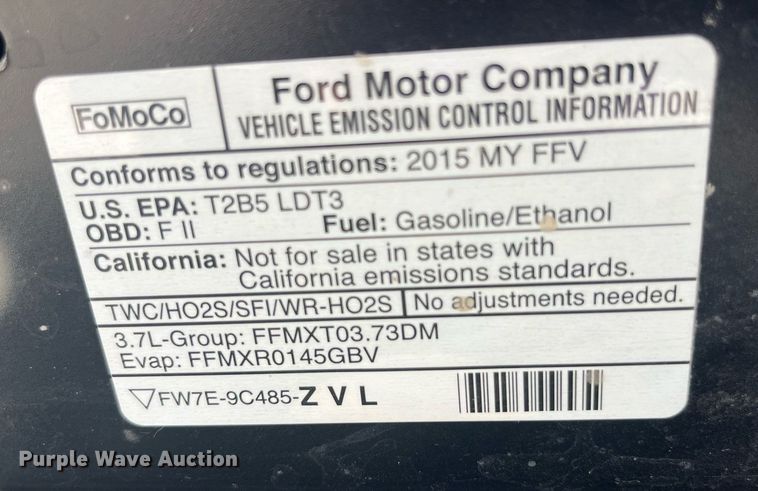 FoMoCo
Ford Motor Company
VEHICLE EMISSION CONTROL INFORMATION
Conforms to regulations: 2015 MY FFV
U.S. EPA: T2B5 LDT3
OBD: F II Fuel: Gasoline/Ethanol
California: Not for sale in states with
California emissions standards.
TWC/HO2S/SFI/WR-HO2S No adjustments needed.
3.7L-Group: FFMXT03.73DM
Evap: FFMXR0145GBV
FW7E-9C485-ZVL
Purple Wave Auction